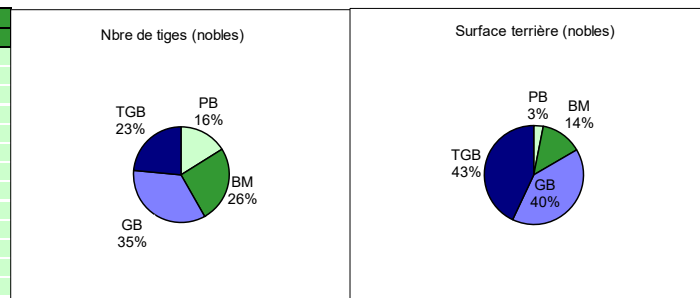 Nbre de tiges (nobles)
TGB
23%
PB
16%
BM
26%
GB
35%
Surface terrière (nobles)
PB
3%
BM
14%
TGB
43%
GB
40%